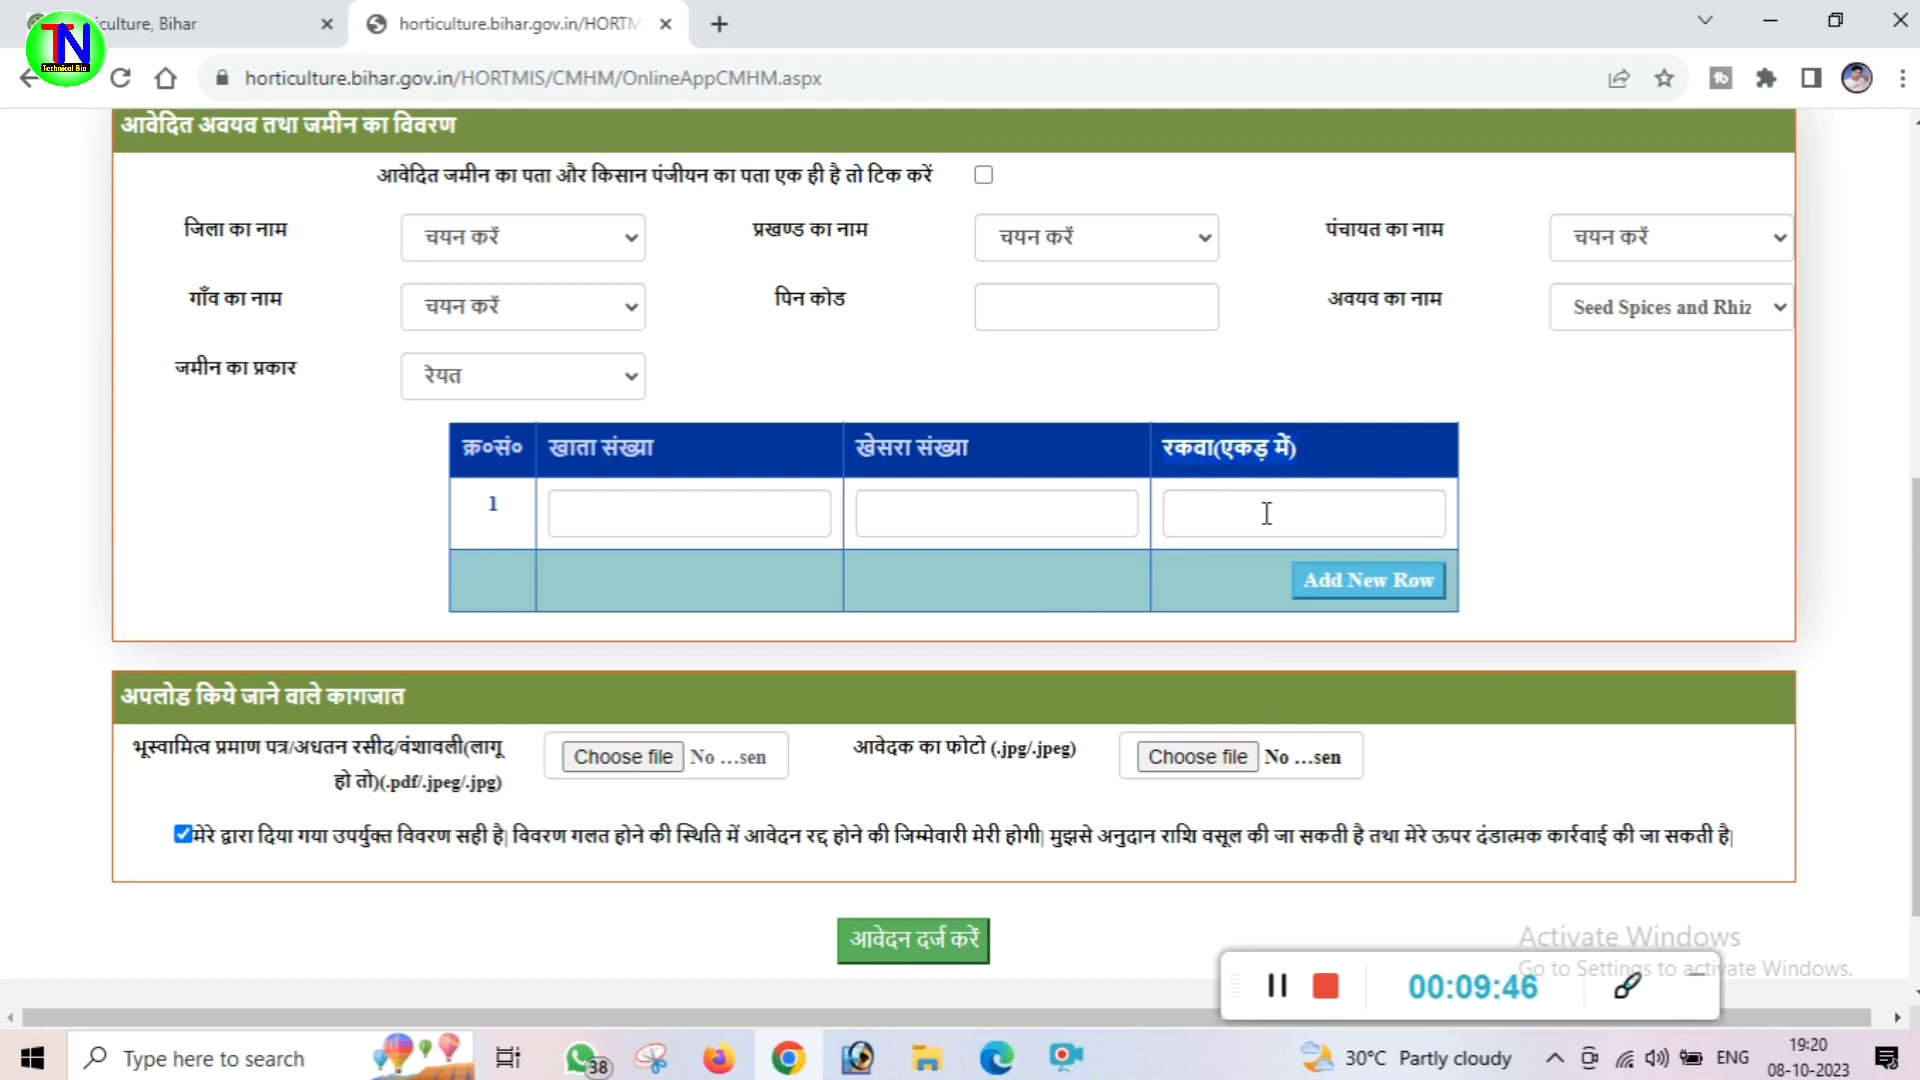 culture, Bihar
horticulture.bihar.gov.in/HORTM
TN
Technical Bio
horticulture.bihar.gov.in/HORTMIS/CMHM/OnlineAppCMHM.aspx
आवेदित अवयव तथा जमीन का विवरण
आवेदित जमीन का पता और किसान पंजीयन का पता एक ही है तो टिक करें
जिला का नाम चयन करें प्रखण्ड का नाम चयन करें पंचायत का नाम चयन करें
गाँव का नाम चयन करें पिन कोड अवयव का नाम Seed Spices and Rhiz
जमीन का प्रकार रेयत
क्र०सं० खाता संख्या खेसरा संख्या रकवा(एकड़ में)
1
Add New Row
अपलोड किये जाने वाले कागजात
भूस्वामित्व प्रमाण पत्र/अधतन रसीद/वंशावली(लागू Choose file No ...sen आवेदक का फोटो (.jpg/.jpeg) Choose file No ...sen
हो तो)(.pdf/.jpeg/.jpg)
मेरे द्वारा दिया गया उपर्युक्त विवरण सही है| विवरण गलत होने की स्थिति में आवेदन रद्द होने की जिम्मेवारी मेरी होगी| मुझसे अनुदान राशि वसूल की जा सकती है तथा मेरे ऊपर दंडात्मक कार्रवाई की जा सकती है|
आवेदन दर्ज करें
Activate Windows
Go to Settings to activate Windows.
00:09:46
Type here to search
38
30°C Partly cloudy
ENG
19:20
08-10-2023